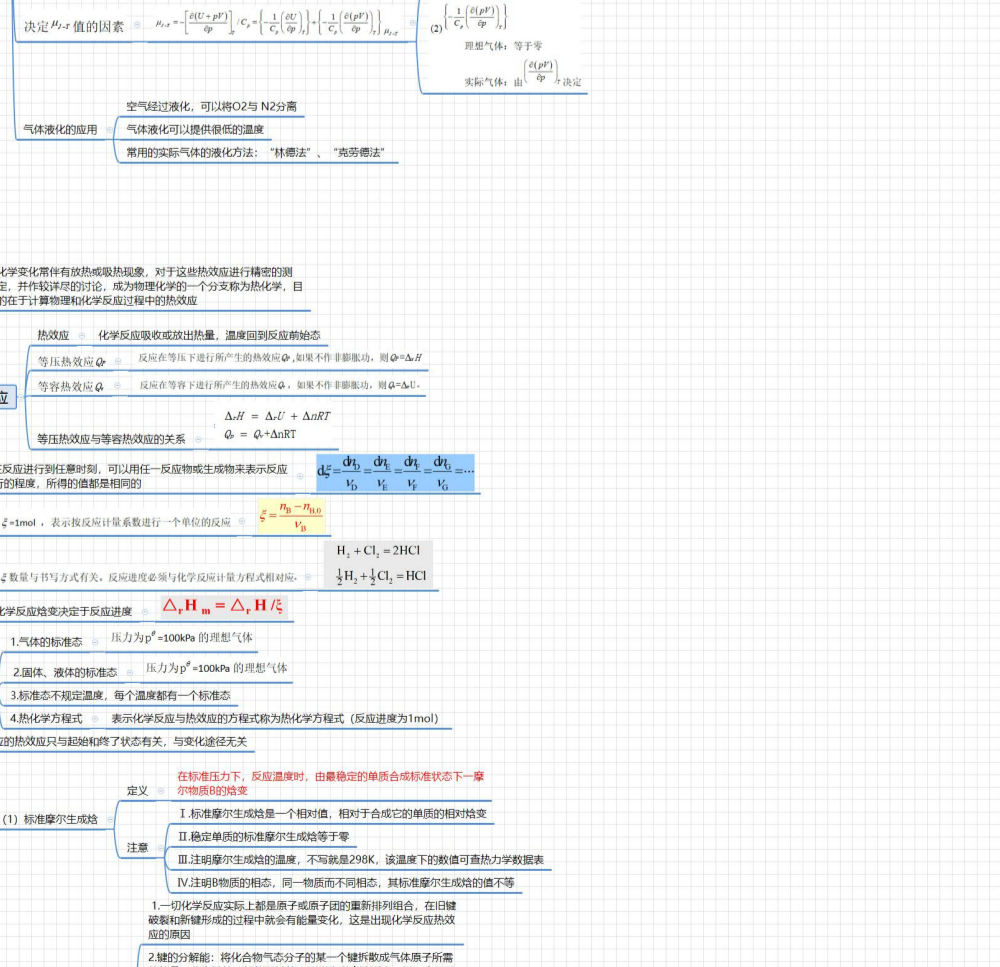 决定 μJ-T 值的因素
μJ-T = -[∂(U+pV)/∂p]T / Cp = {-1/Cp (∂U/∂p)T} + {-1/Cp (∂(pV)/∂p)T} μJ-T
(2) {-1/Cp (∂(pV)/∂p)T}
理想气体：等于零
实际气体：由(∂(pV)/∂p)T 决定
气体液化的应用
空气经过液化，可以将O2与 N2分离
气体液化可以提供很低的温度
常用的实际气体的液化方法：“林德法”、“克劳德法”
化学变化常伴有放热或吸热现象，对于这些热效应进行精密的测
定，并作较详尽的讨论，成为物理化学的一个分支称为热化学，目
的在于计算物理和化学反应过程中的热效应
应
热效应
化学反应吸收或放出热量，温度回到反应前始态
等压热效应QP
反应在等压下进行所产生的热效应QP ,如果不作非膨胀功，则QP=ΔrH
等容热效应Qv
反应在等容下进行所产生的热效应Qv ，如果不作非膨胀功，则Qv=ΔrU。
等压热效应与等容热效应的关系
ΔrH = ΔrU + ΔnRT
Qp = Qv+ΔnRT
反应进行到任意时刻，可以用任一反应物或生成物来表示反应
行的程度，所得的值都是相同的
dξ = dnD/νD = dnE/νE = dnF/νF = dnG/νG = ···
ξ =1mol ，表示按反应计量系数进行一个单位的反应
ξ = (nB − nB,0)/νB
ξ 数量与书写方式有关。反应进度必须与化学反应计量方程式相对应。
H2 + Cl2 = 2HCl
½H2 + ½Cl2 = HCl
化学反应焓变决定于反应进度
△rHm = △rH /ξ
1.气体的标准态
压力为pθ =100kPa 的理想气体
2.固体、液体的标准态
压力为pθ =100kPa 的理想气体
3.标准态不规定温度，每个温度都有一个标准态
4.热化学方程式
表示化学反应与热效应的方程式称为热化学方程式（反应进度为1mol）
应的热效应只与起始和终了状态有关，与变化途径无关
（1）标准摩尔生成焓
定义
在标准压力下，反应温度时，由最稳定的单质合成标准状态下一摩
尔物质B的焓变
注意
Ⅰ.标准摩尔生成焓是一个相对值，相对于合成它的单质的相对焓变
Ⅱ.稳定单质的标准摩尔生成焓等于零
Ⅲ.注明摩尔生成焓的温度，不写就是298K，该温度下的数值可查热力学数据表
Ⅳ.注明B物质的相态，同一物质而不同相态，其标准摩尔生成焓的值不等
1.一切化学反应实际上都是原子或原子团的重新排列组合，在旧键
破裂和新键形成的过程中就会有能量变化，这是出现化学反应热效
应的原因
2.键的分解能：将化合物气态分子的某一个键拆散成气体原子所需